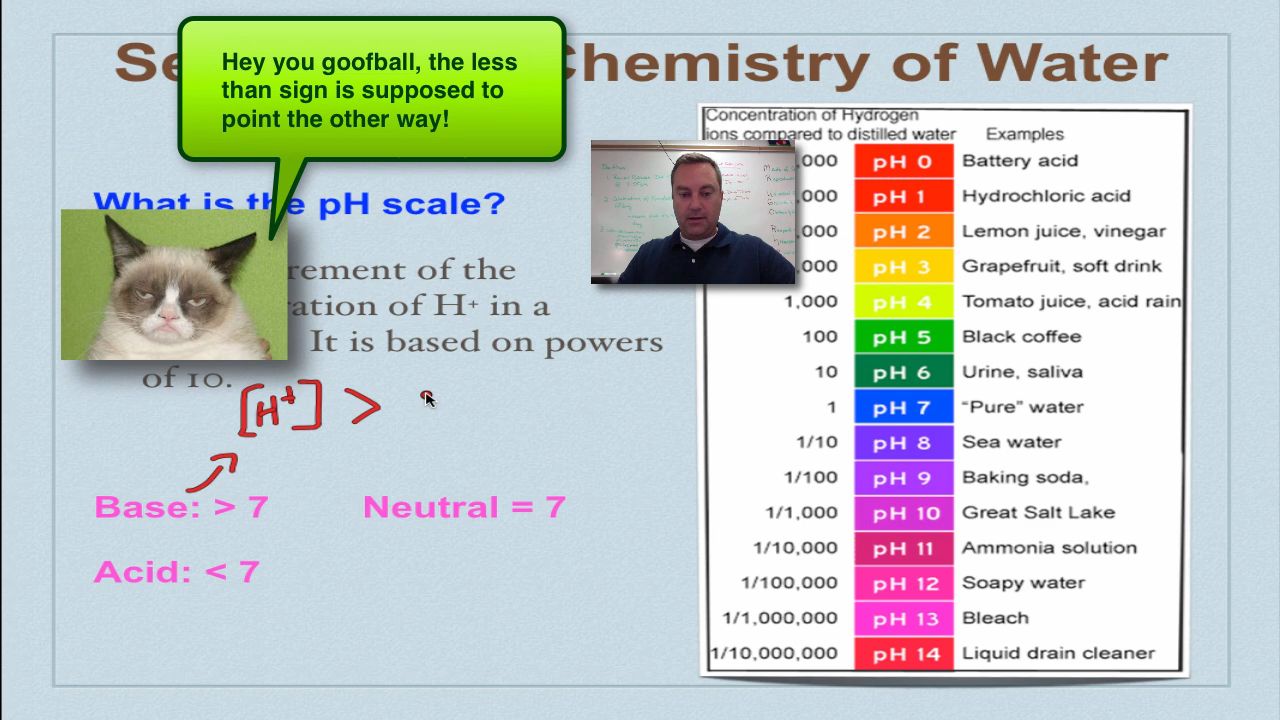 Se Chemistry of Water
Hey you goofball, the less
than sign is supposed to
point the other way!
What is the pH scale?
rement of the
ration of H+ in a
It is based on powers
of 10.
[H+] >
Base: > 7 Neutral = 7
Acid: < 7
Concentration of Hydrogen
ions compared to distilled water Examples
,000 pH 0 Battery acid
,000 pH 1 Hydrochloric acid
,000 pH 2 Lemon juice, vinegar
,000 pH 3 Grapefruit, soft drink
1,000 pH 4 Tomato juice, acid rain
100 pH 5 Black coffee
10 pH 6 Urine, saliva
1 pH 7 “Pure” water
1/10 pH 8 Sea water
1/100 pH 9 Baking soda,
1/1,000 pH 10 Great Salt Lake
1/10,000 pH 11 Ammonia solution
1/100,000 pH 12 Soapy water
1/1,000,000 pH 13 Bleach
1/10,000,000 pH 14 Liquid drain cleaner